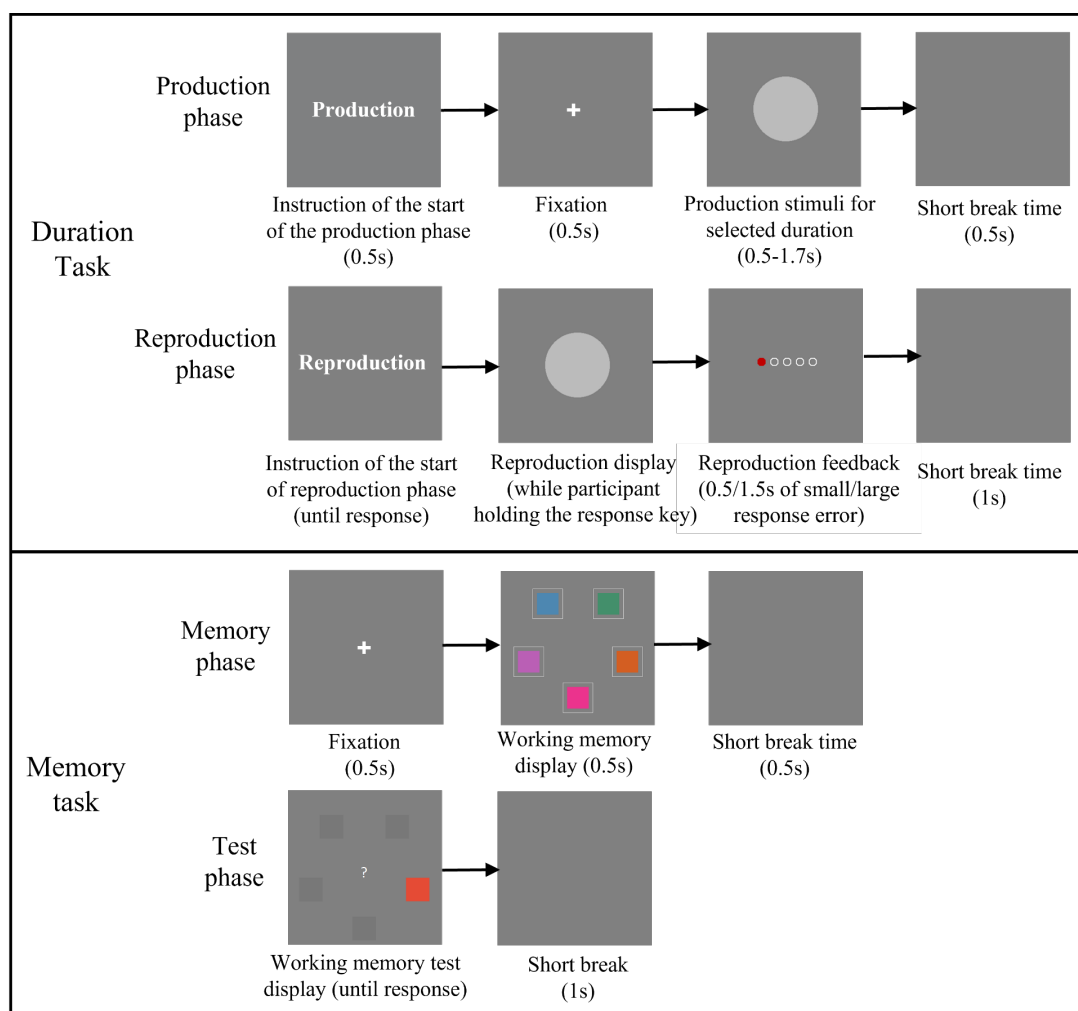 Duration
Task
Production
phase
Production
Instruction of the start
of the production phase
(0.5s)
Fixation
(0.5s)
Production stimuli for
selected duration
(0.5-1.7s)
Short break time
(0.5s)
Reproduction
phase
Reproduction
Instruction of the start
of reproduction phase
(until response)
Reproduction display
(while participant
holding the response key)
Reproduction feedback
(0.5/1.5s of small/large
response error)
Short break time
(1s)
Memory
task
Memory
phase
Fixation
(0.5s)
Working memory
display (0.5s)
Short break time
(0.5s)
Test
phase
?
Working memory test
display (until response)
Short break
(1s)